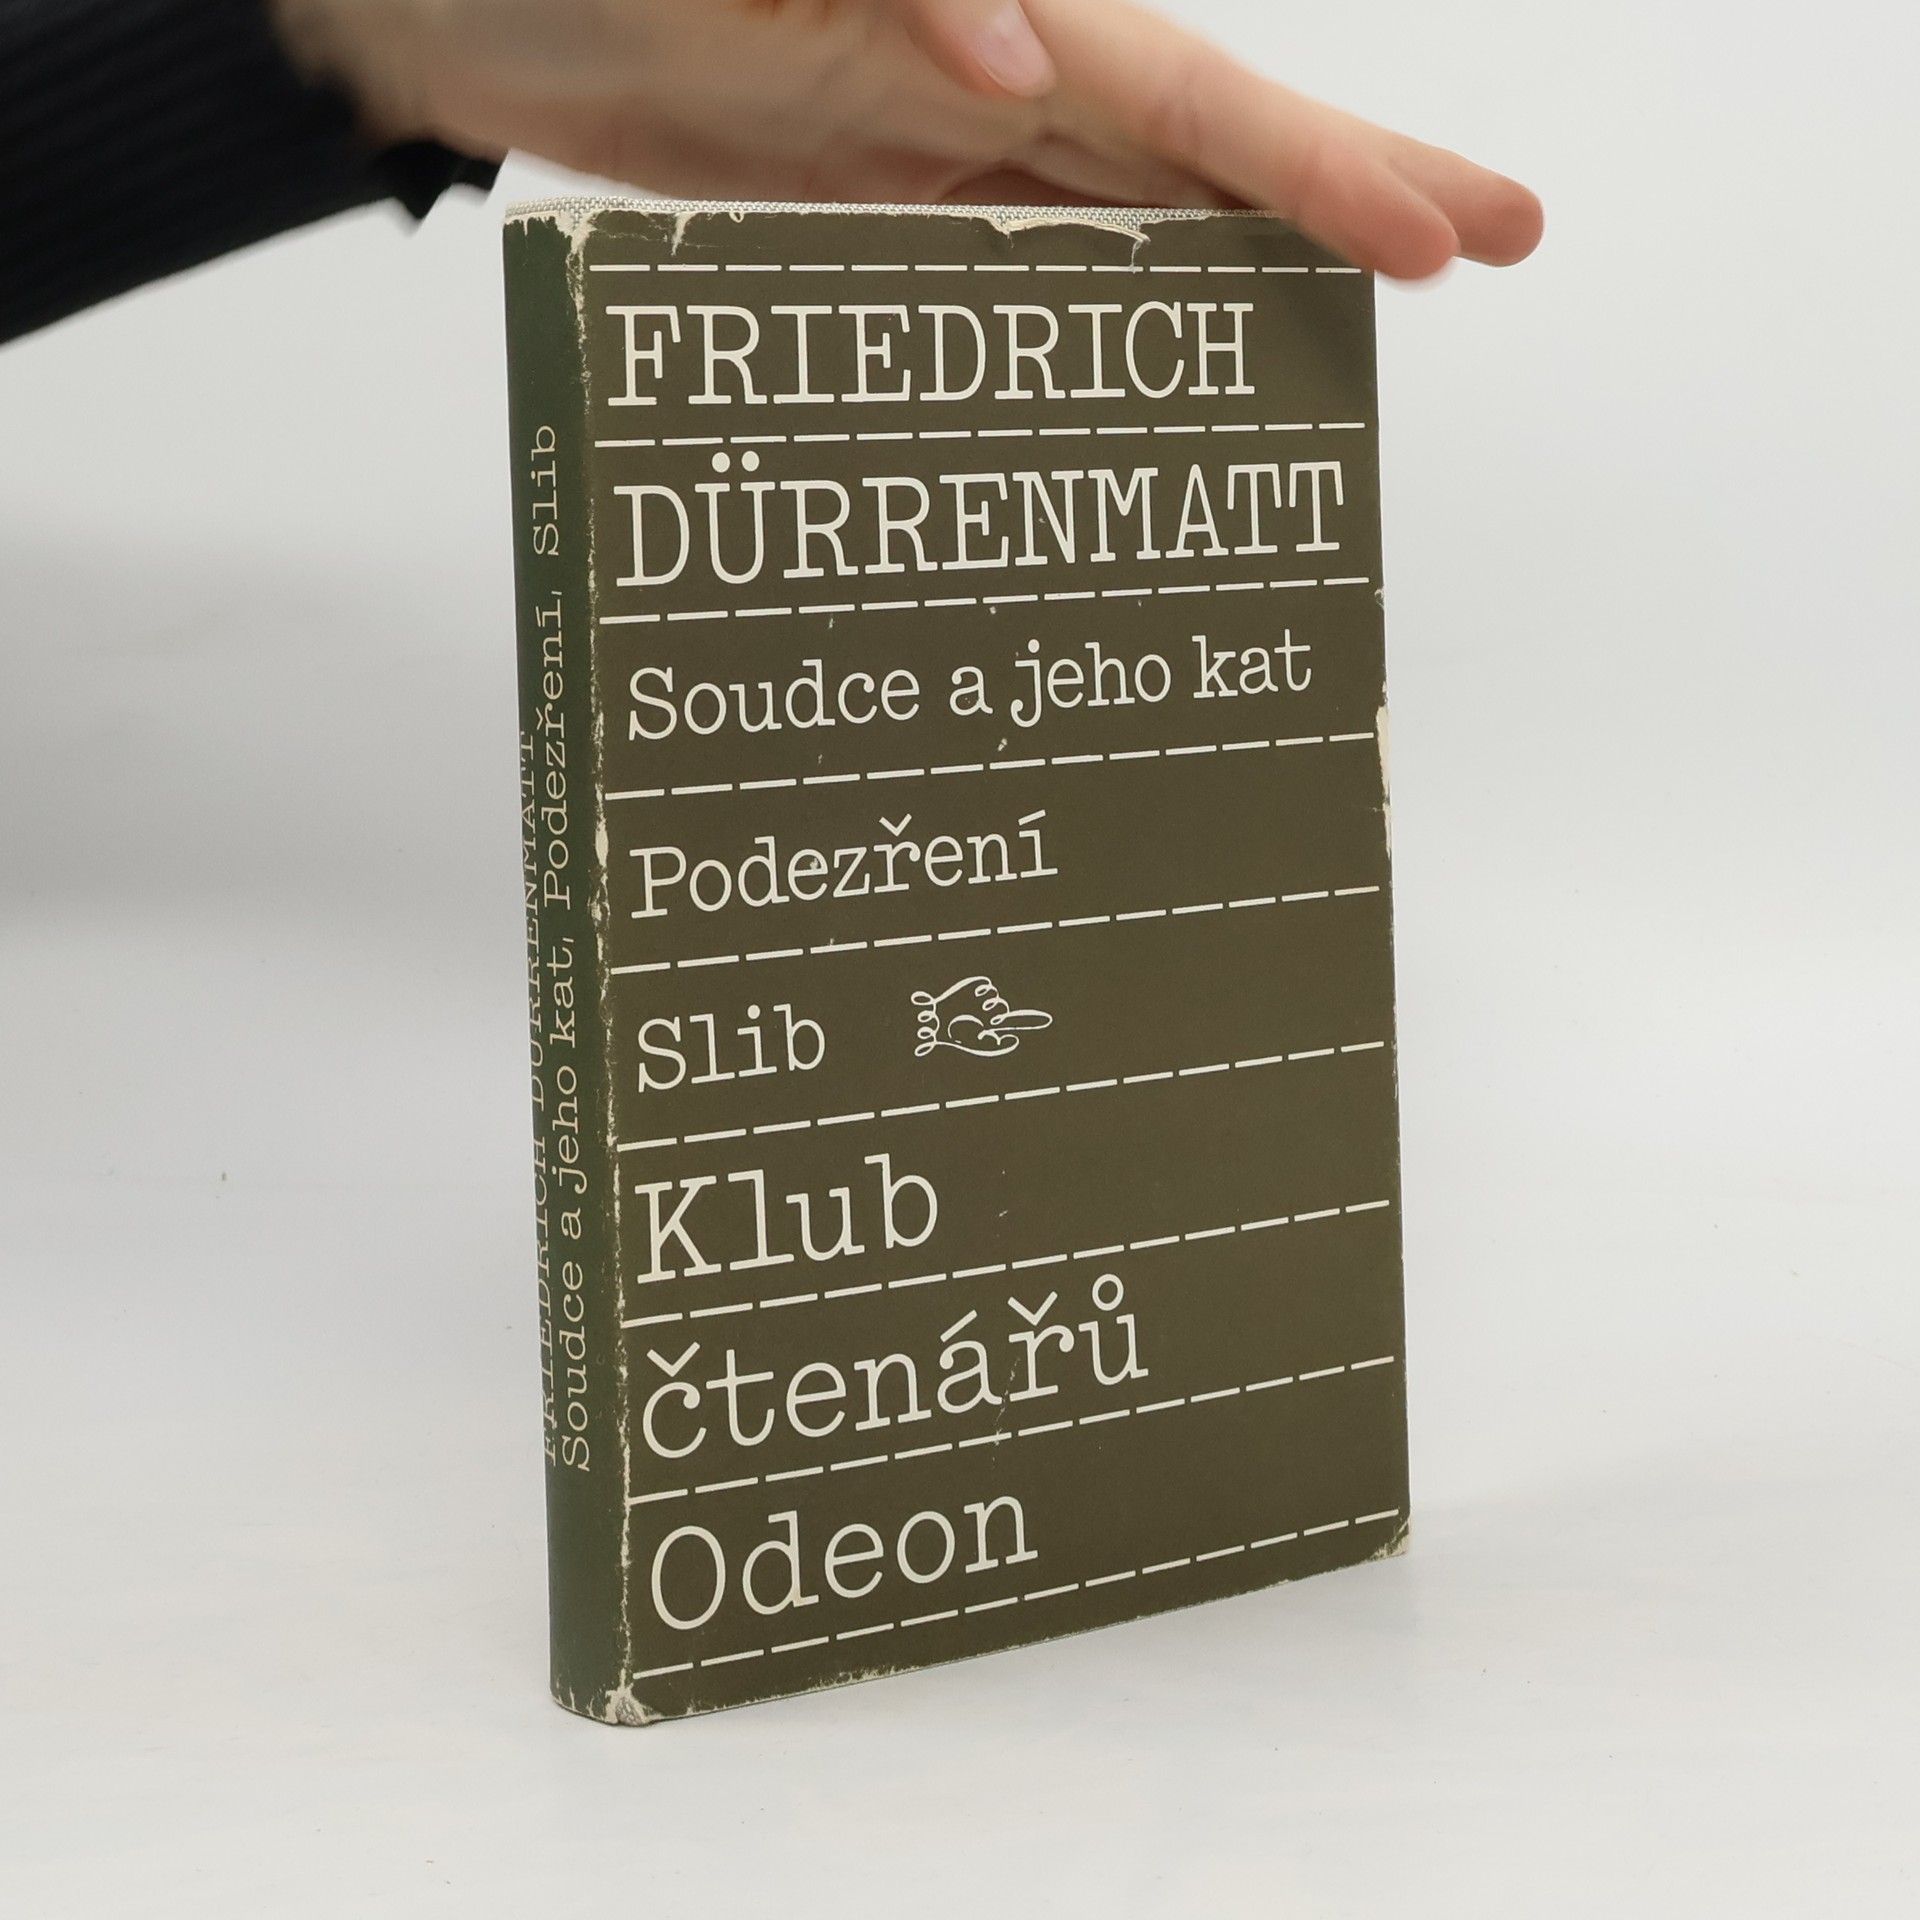 FRIEDRICH
DÜRRENMATT
Soudce a jeho kat
Podezření
Slib
Klub
čtenářů
Odeon
FRIEDRICH DÜRRENMATT
Soudce a jeho kat, Podezření, Slib